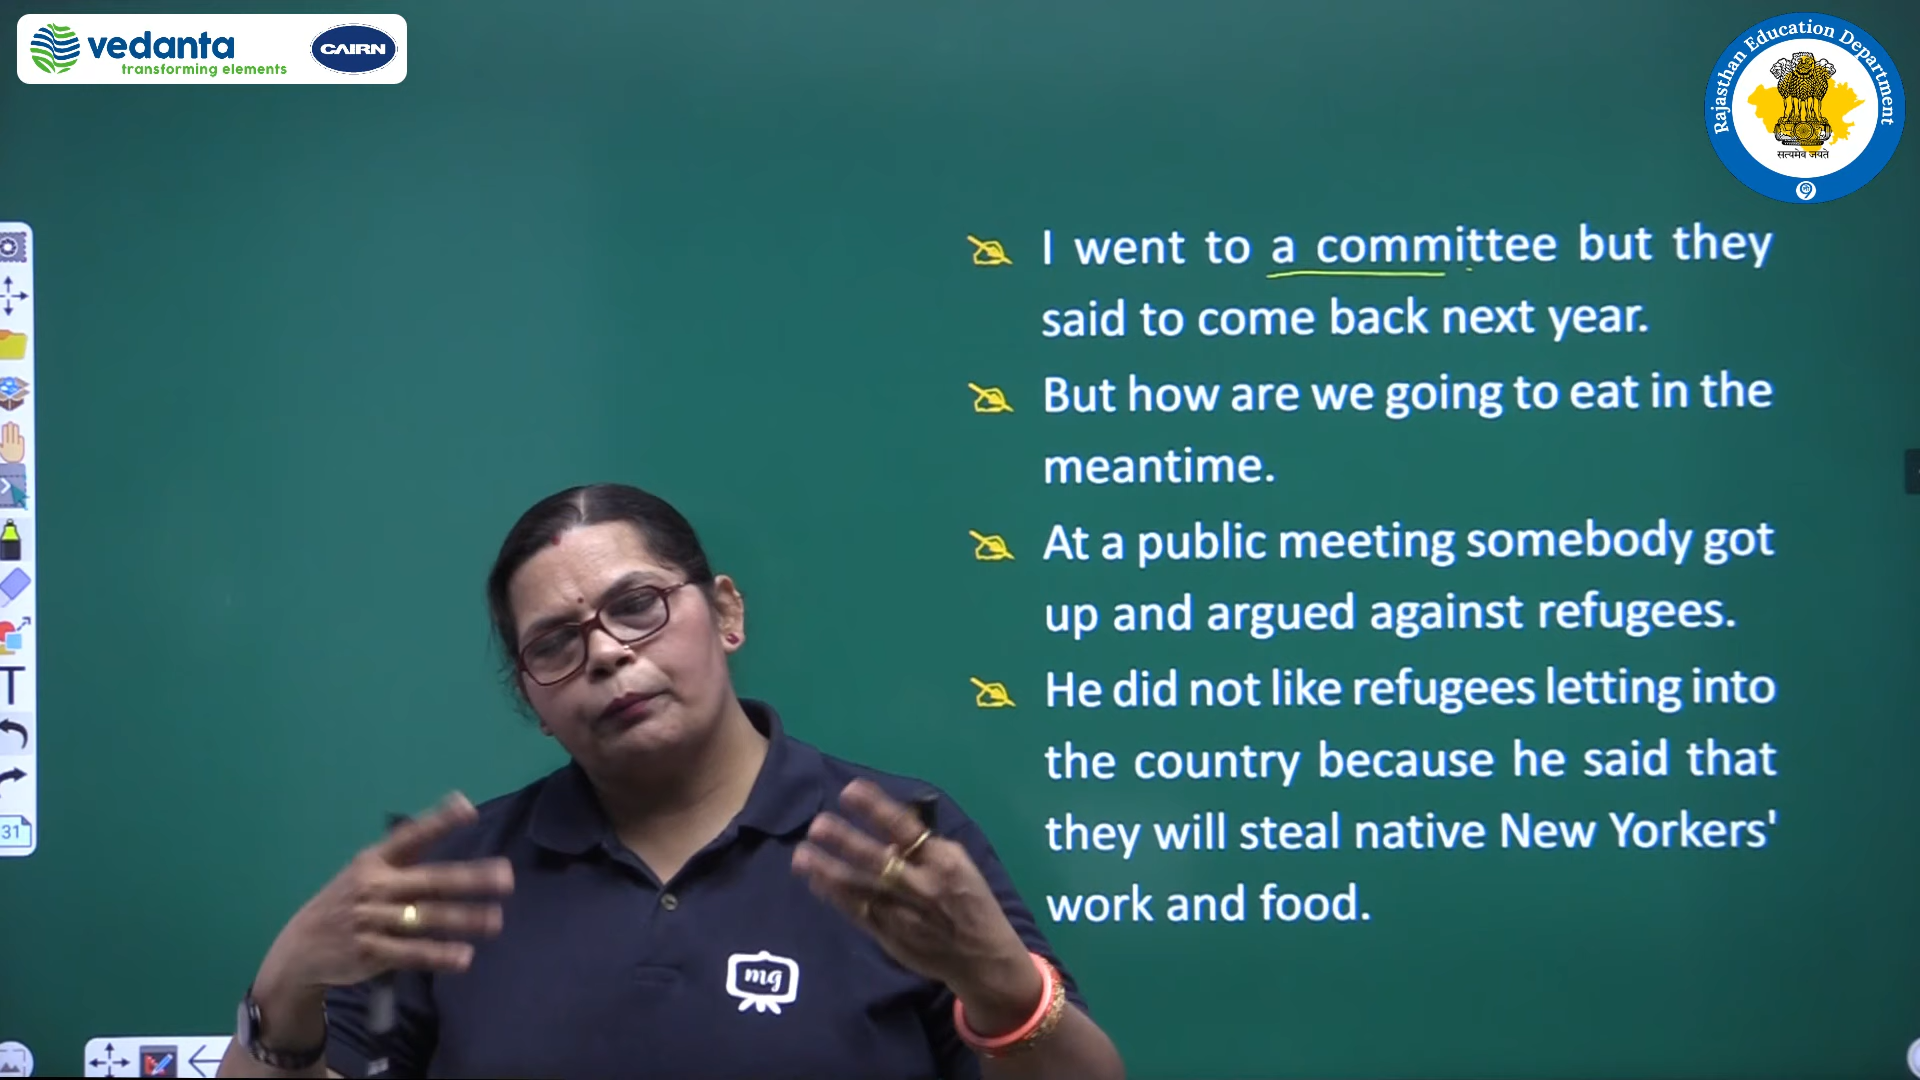 vedanta
transforming elements
CAIRN
Rajasthan Education Department
सत्यमेव जयते
I went to a committee but they
said to come back next year.
But how are we going to eat in the
meantime.
At a public meeting somebody got
up and argued against refugees.
He did not like refugees letting into
the country because he said that
they will steal native New Yorkers'
work and food.
T
31
mg